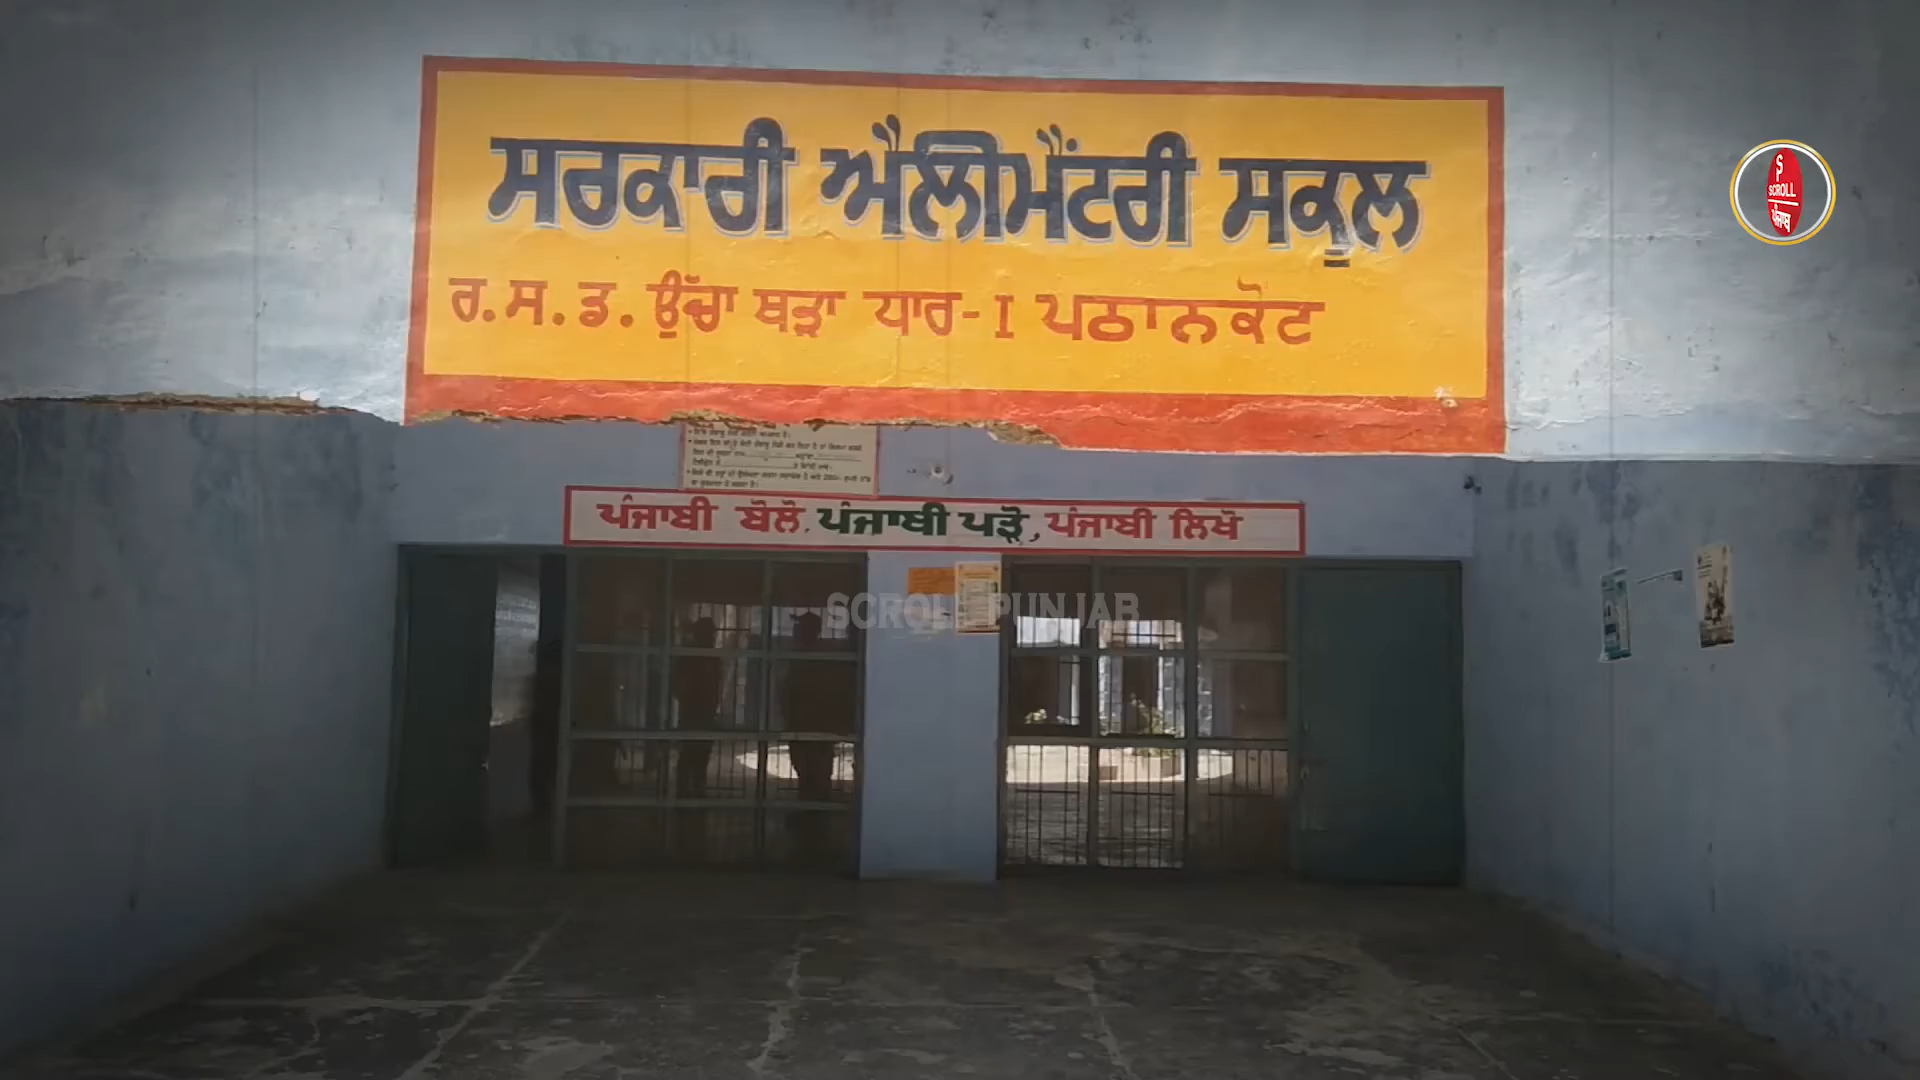 ਸਰਕਾਰੀ ਐਲੀਮੈਂਟਰੀ ਸਕੂਲ
ਰ.ਸ.ਡ. ਉੱਚਾ ਥੜਾ ਧਾਰ-I ਪਠਾਨਕੋਟ
S
P
SCROLL
ਪੰਜਾਬ
ਪੰਜਾਬੀ ਬੋਲੋ, ਪੰਜਾਬੀ ਪੜੋ, ਪੰਜਾਬੀ ਲਿਖੋ
SCROLL PUNJAB